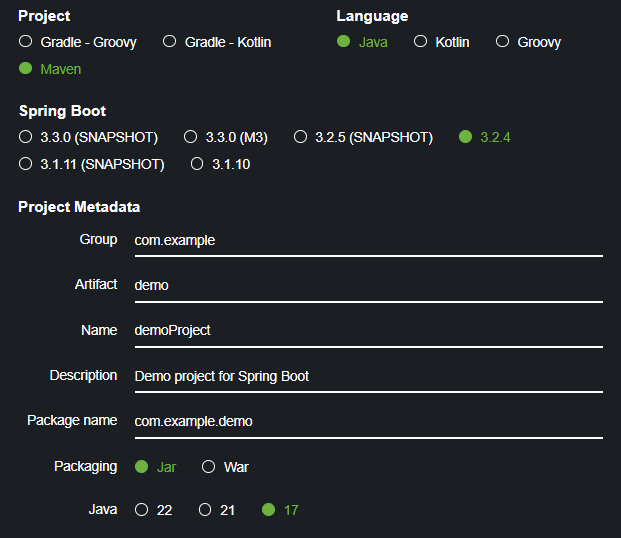 Project
Language
Gradle - Groovy Gradle - Kotlin
Java Kotlin Groovy
Maven
Spring Boot
3.3.0 (SNAPSHOT) 3.3.0 (M3) 3.2.5 (SNAPSHOT) 3.2.4
3.1.11 (SNAPSHOT) 3.1.10
Project Metadata
Group com.example
Artifact demo
Name demoProject
Description Demo project for Spring Boot
Package name com.example.demo
Packaging Jar War
Java 22 21 17